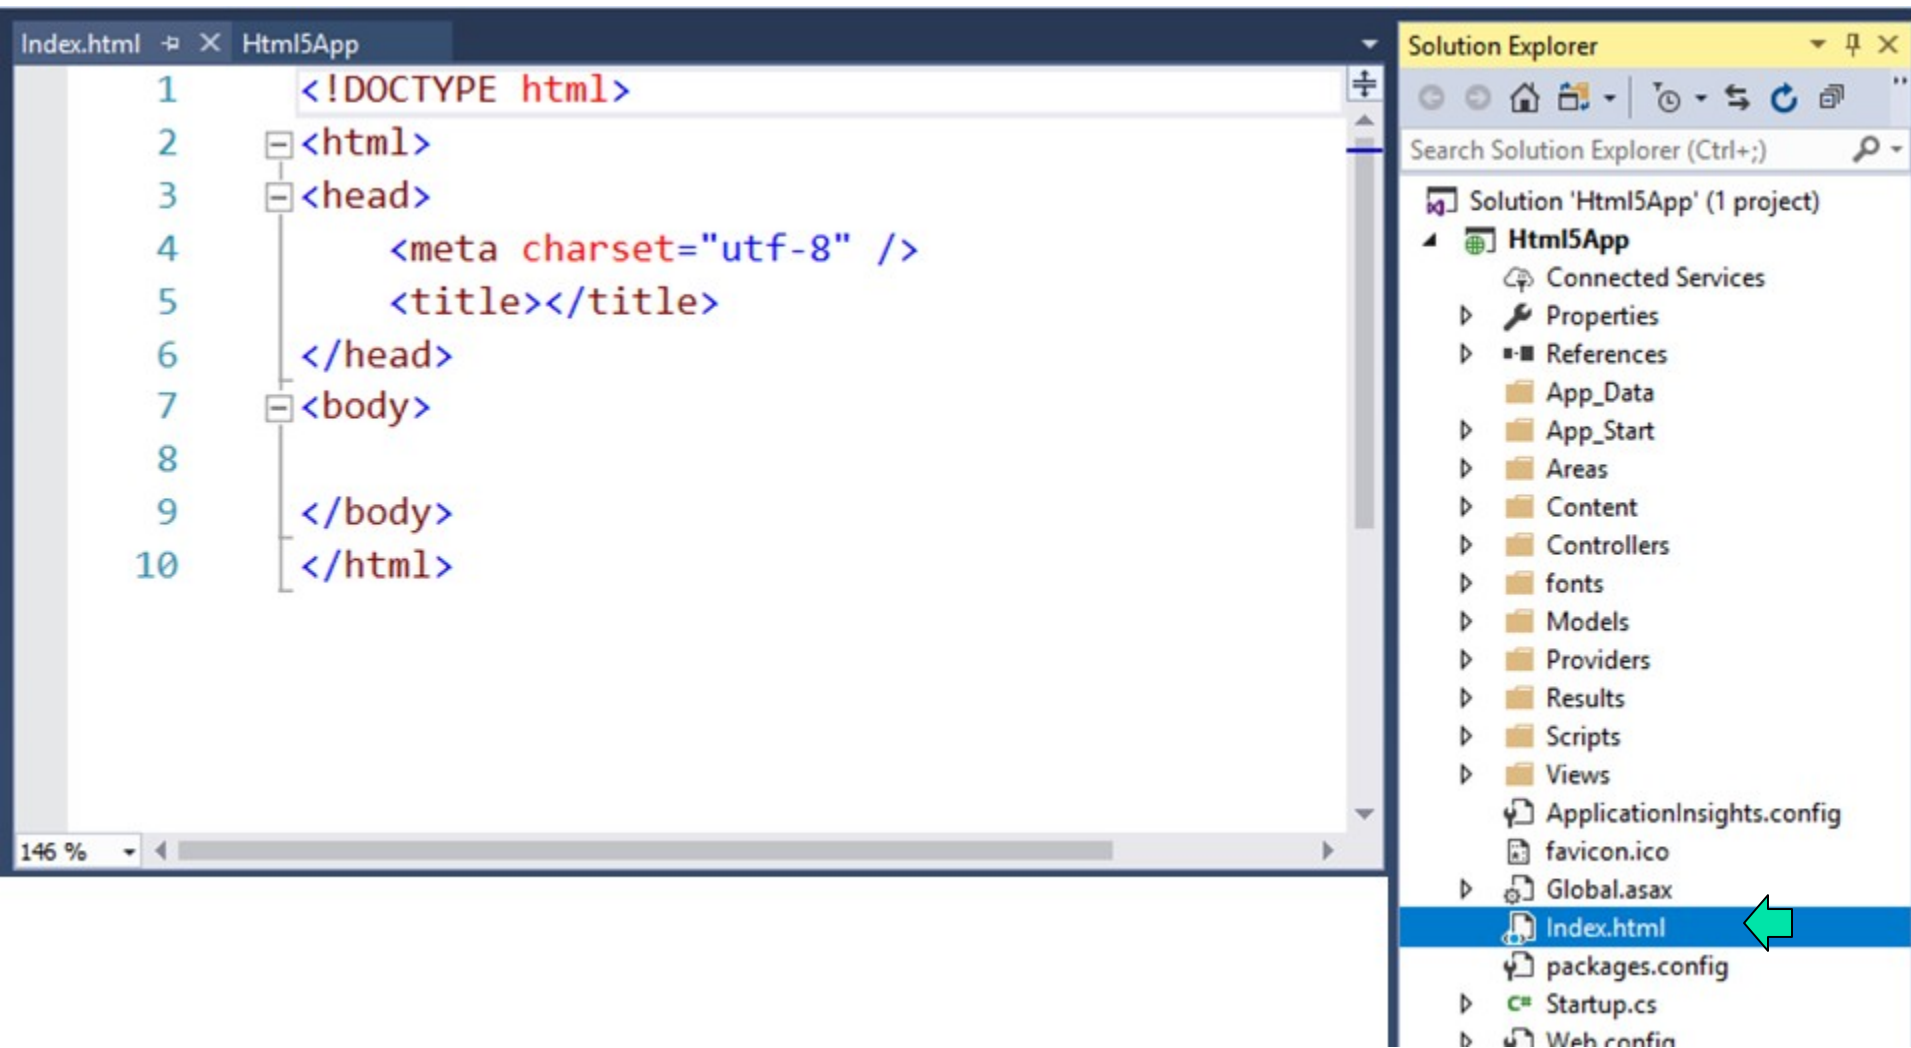 Index.html Html5App
1 <!DOCTYPE html>
2 <html>
3 <head>
4     <meta charset="utf-8" />
5     <title></title>
6 </head>
7 <body>
8
9 </body>
10 </html>
146 %
Solution Explorer
Search Solution Explorer (Ctrl+;)
Solution 'Html5App' (1 project)
Html5App
Connected Services
Properties
References
App_Data
App_Start
Areas
Content
Controllers
fonts
Models
Providers
Results
Scripts
Views
ApplicationInsights.config
favicon.ico
Global.asax
Index.html
packages.config
C# Startup.cs
Web.config